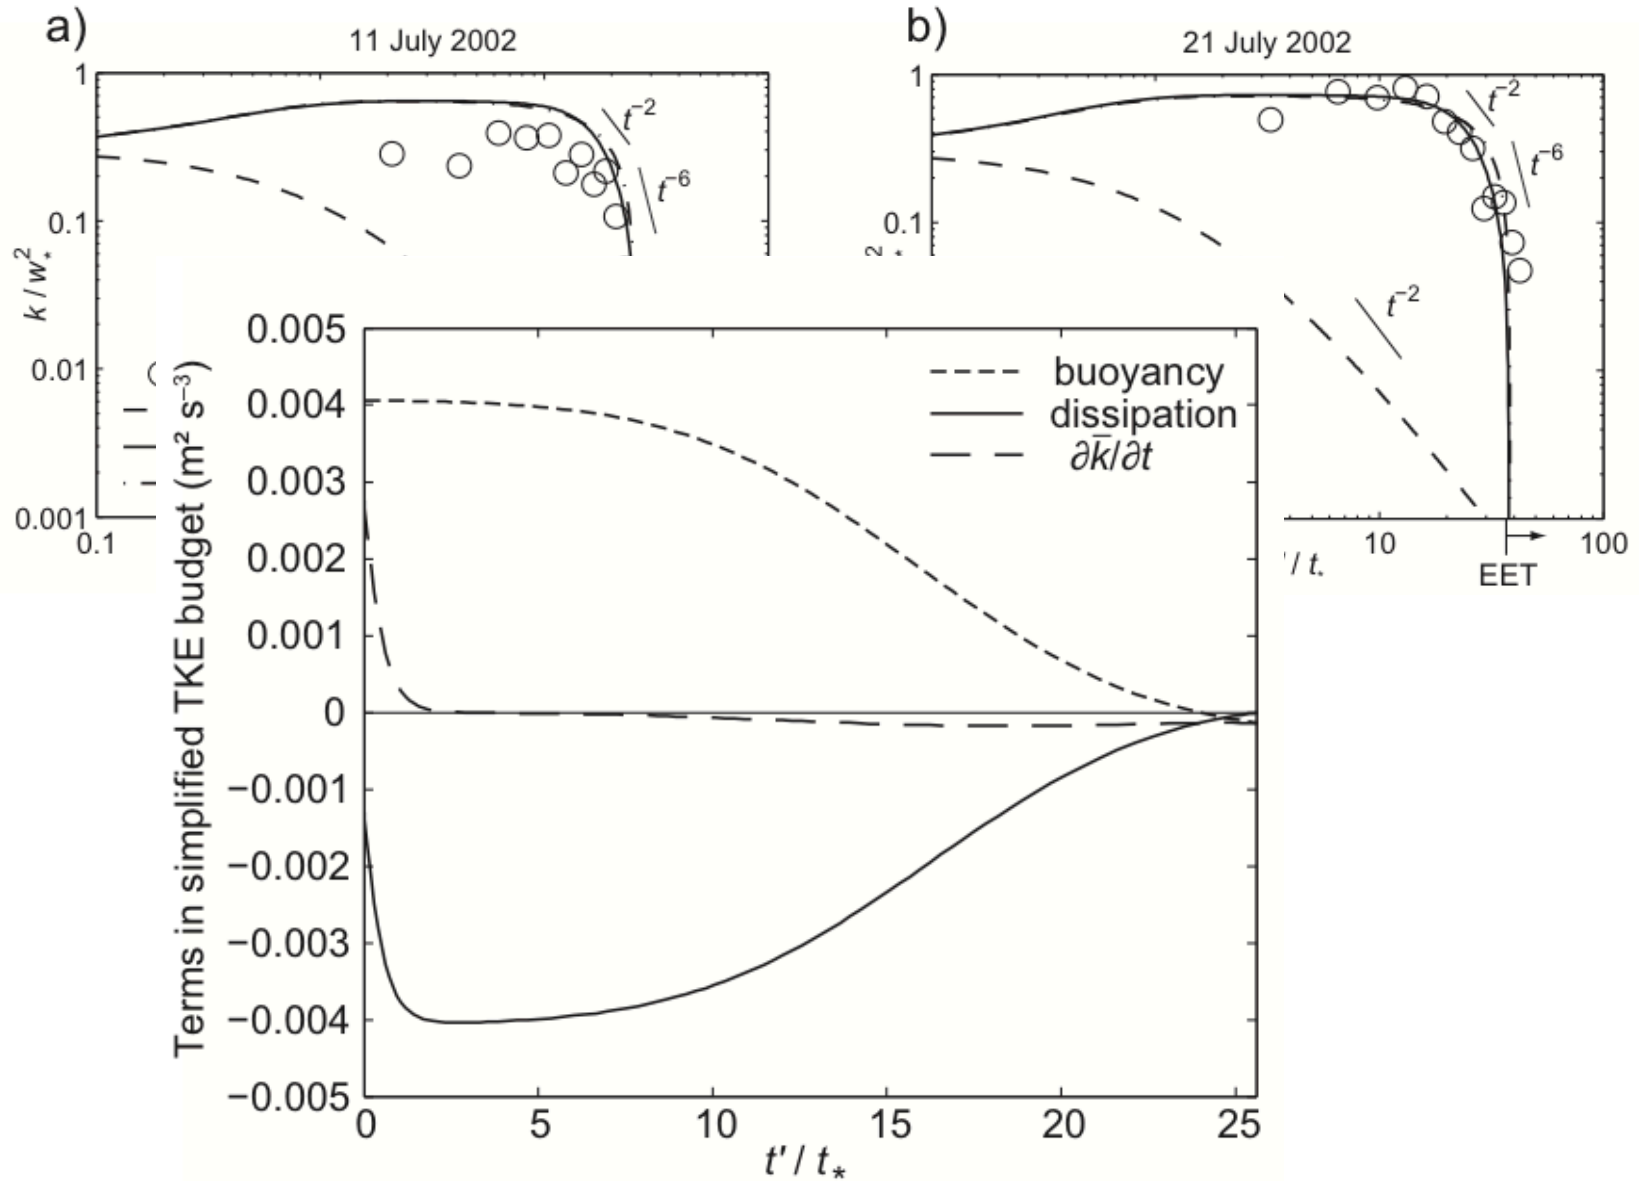 a)
11 July 2002
b)
21 July 2002
1
0.1
0.01
0.001
0.1
k / w*²
t⁻²
t⁻⁶
1
0.1
t⁻²
t⁻⁶
t⁻²
10
100
/ t*
EET
0.005
0.004
0.003
0.002
0.001
0
−0.001
−0.002
−0.003
−0.004
−0.005
Terms in simplified TKE budget (m² s⁻³)
buoyancy
dissipation
∂k̅/∂t
0
5
10
15
20
25
t′ / t*